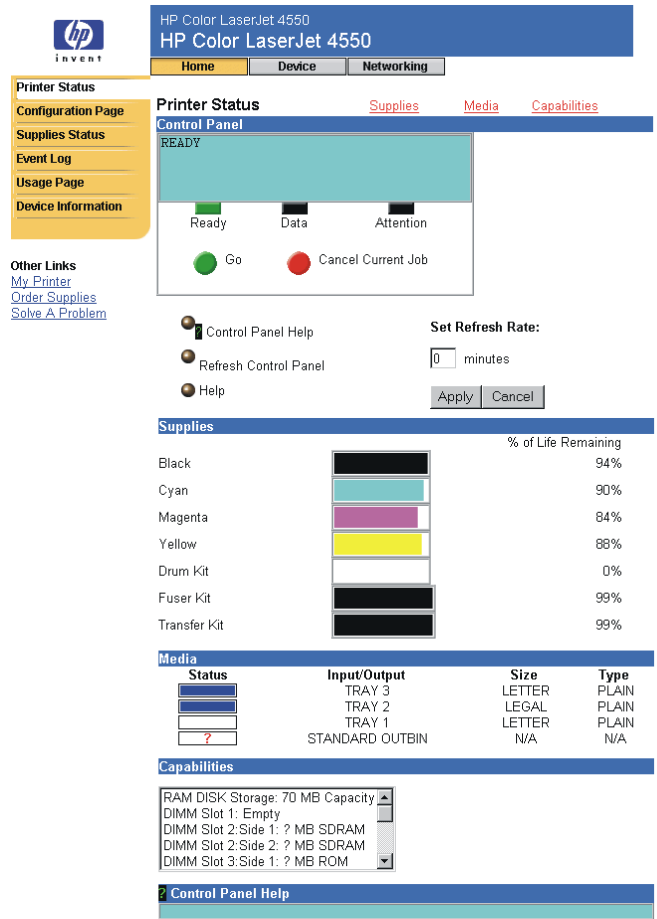 hp
invent
HP Color LaserJet 4550
HP Color LaserJet 4550
Home Device Networking
Printer Status
Configuration Page
Supplies Status
Event Log
Usage Page
Device Information
Other Links
My Printer
Order Supplies
Solve A Problem
Printer Status Supplies Media Capabilities
Control Panel
READY
Ready Data Attention
Go Cancel Current Job
? Control Panel Help
Refresh Control Panel
Help
Set Refresh Rate:
0 minutes
Apply Cancel
Supplies
% of Life Remaining
Black 94%
Cyan 90%
Magenta 84%
Yellow 88%
Drum Kit 0%
Fuser Kit 99%
Transfer Kit 99%
Media
Status Input/Output Size Type
TRAY 3 LETTER PLAIN
TRAY 2 LEGAL PLAIN
TRAY 1 LETTER PLAIN
? STANDARD OUTBIN N/A N/A
Capabilities
RAM DISK Storage: 70 MB Capacity
DIMM Slot 1: Empty
DIMM Slot 2:Side 1: ? MB SDRAM
DIMM Slot 2:Side 2: ? MB SDRAM
DIMM Slot 3:Side 1: ? MB ROM
? Control Panel Help